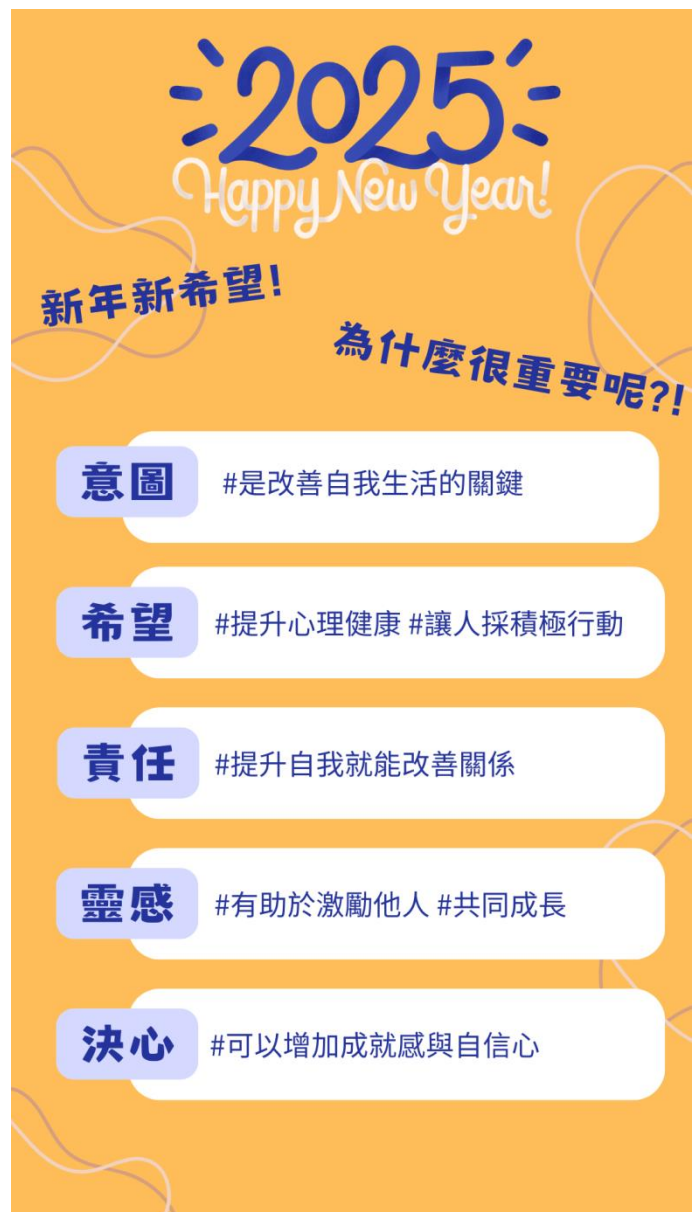 2025
Happy New Year!
新年新希望!
為什麼很重要呢?!
意圖 #是改善自我生活的關鍵
希望 #提升心理健康 #讓人採積極行動
責任 #提升自我就能改善關係
靈感 #有助於激勵他人 #共同成長
決心 #可以增加成就感與自信心